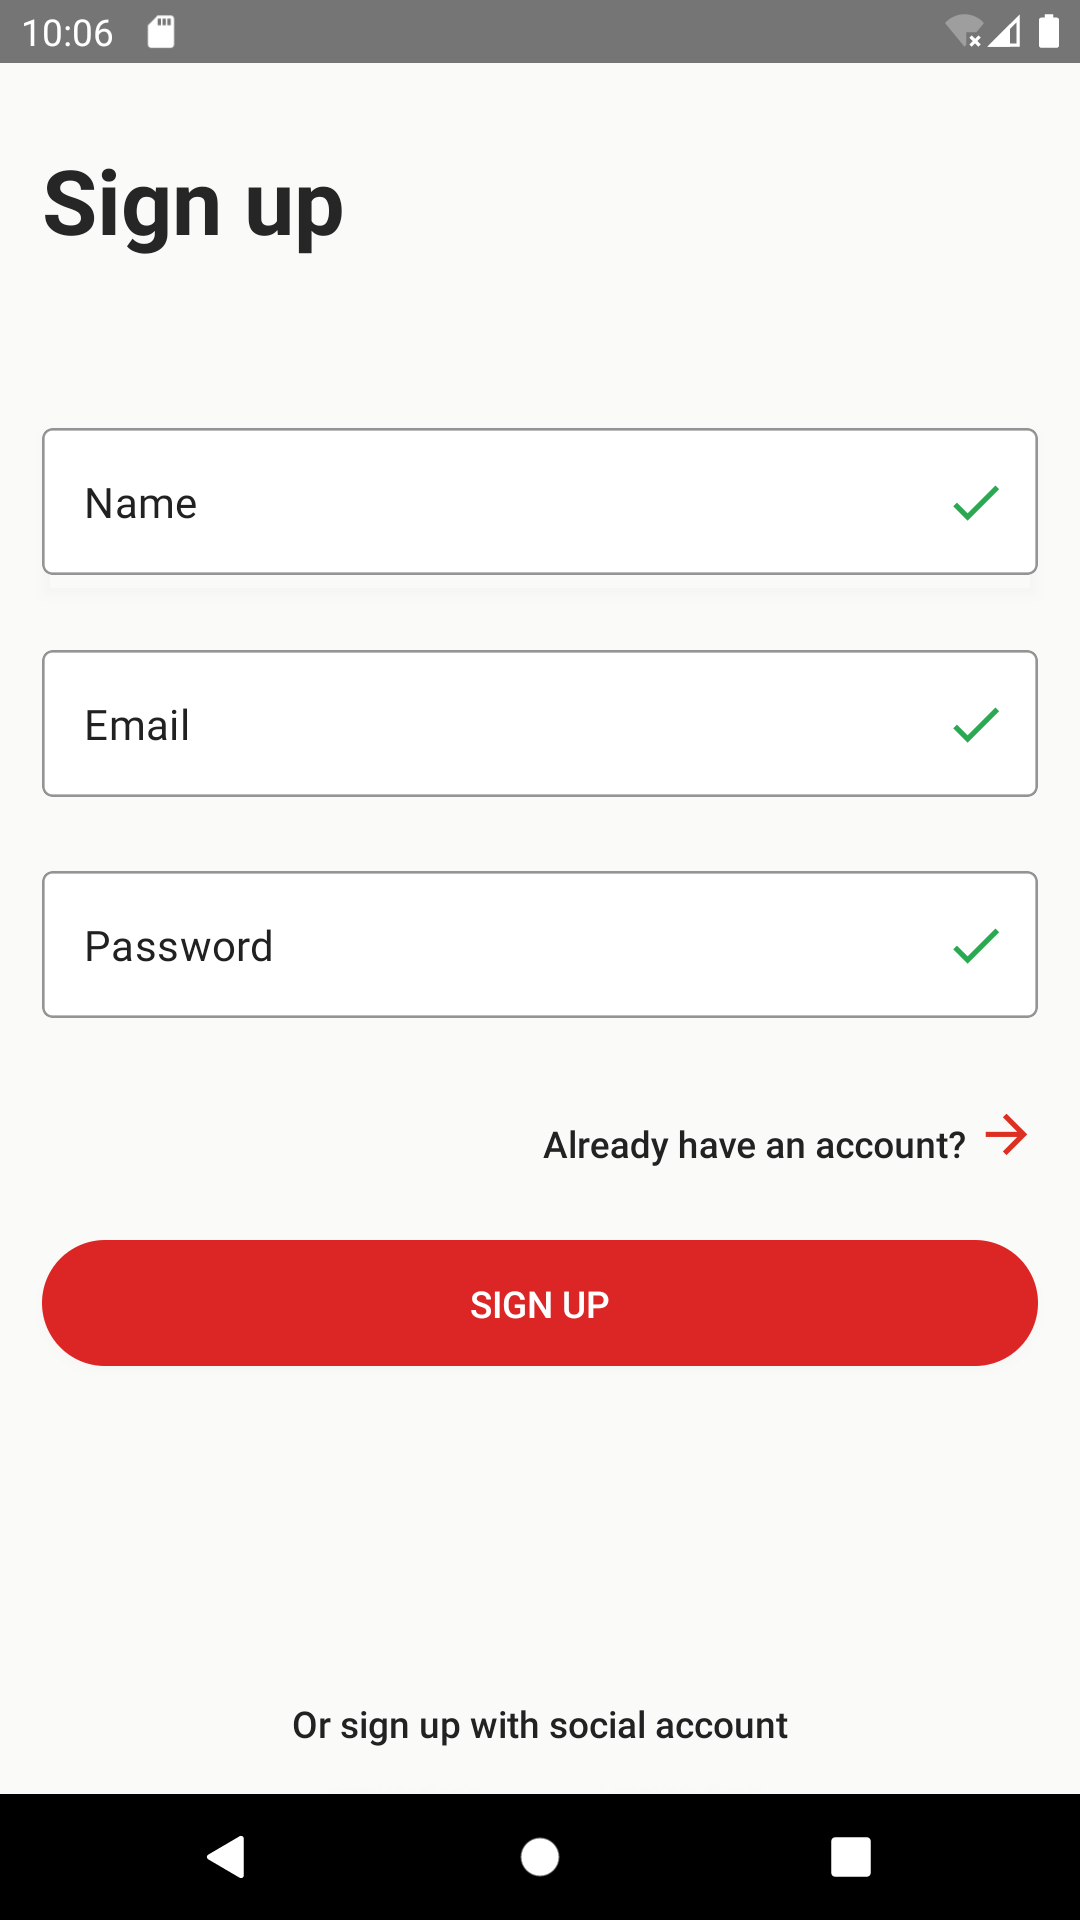 10:06
Sign up
Name
Email
Password
Already have an account?
SIGN UP
Or sign up with social account